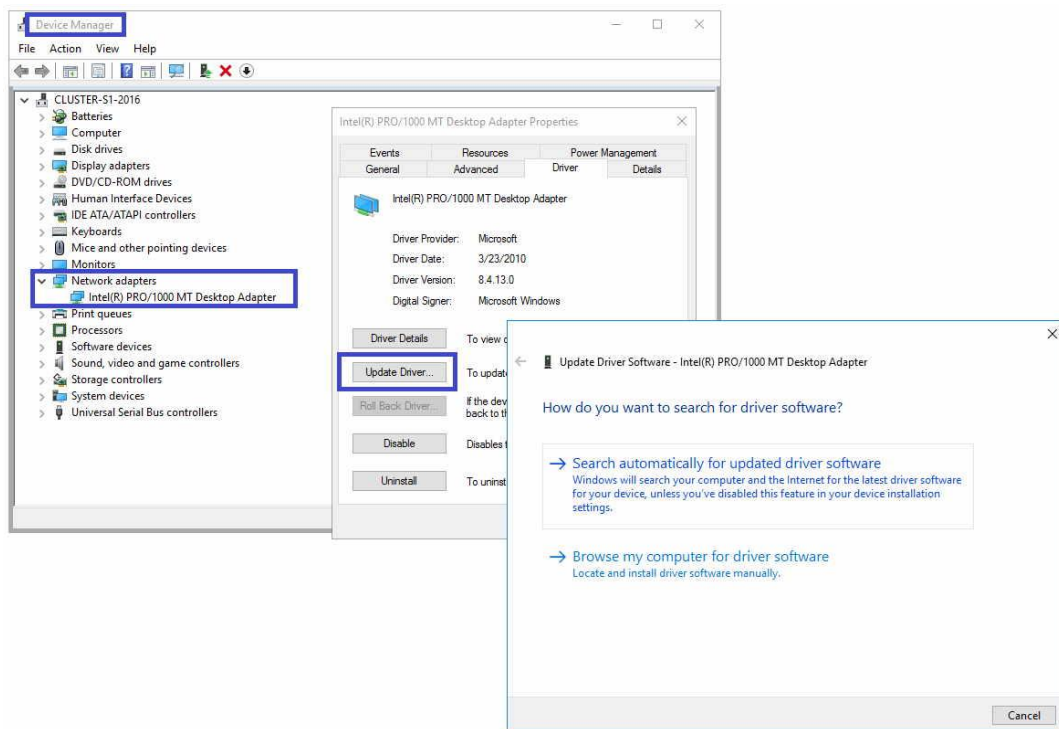 Device Manager
File Action View Help
CLUSTER-S1-2016
Batteries
Computer
Disk drives
Display adapters
DVD/CD-ROM drives
Human Interface Devices
IDE ATA/ATAPI controllers
Keyboards
Mice and other pointing devices
Monitors
Network adapters
Intel(R) PRO/1000 MT Desktop Adapter
Print queues
Processors
Software devices
Sound, video and game controllers
Storage controllers
System devices
Universal Serial Bus controllers
Intel(R) PRO/1000 MT Desktop Adapter Properties
Events Resources Power Management
General Advanced Driver Details
Intel(R) PRO/1000 MT Desktop Adapter
Driver Provider: Microsoft
Driver Date: 3/23/2010
Driver Version: 8.4.13.0
Digital Signer: Microsoft Windows
Driver Details To view
Update Driver... To updat
Roll Back Driver... If the dev
back to th
Disable Disables
Uninstall To uninst
Update Driver Software - Intel(R) PRO/1000 MT Desktop Adapter
How do you want to search for driver software?
Search automatically for updated driver software
Windows will search your computer and the Internet for the latest driver software
for your device, unless you've disabled this feature in your device installation
settings.
Browse my computer for driver software
Locate and install driver software manually.
Cancel